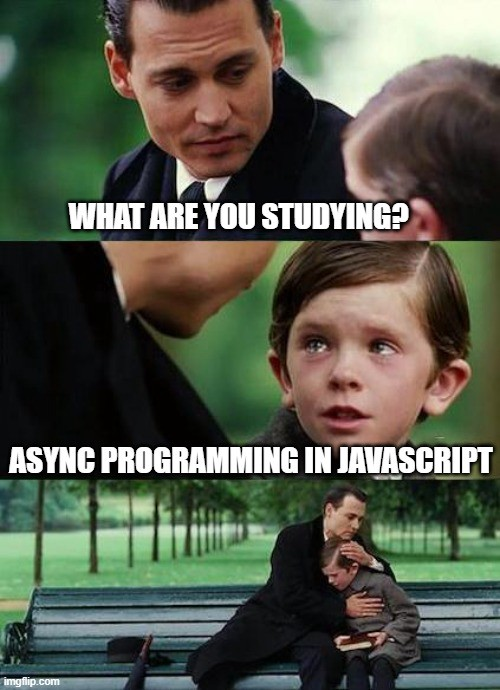 WHAT ARE YOU STUDYING?
ASYNC PROGRAMMING IN JAVASCRIPT
imgflip.com